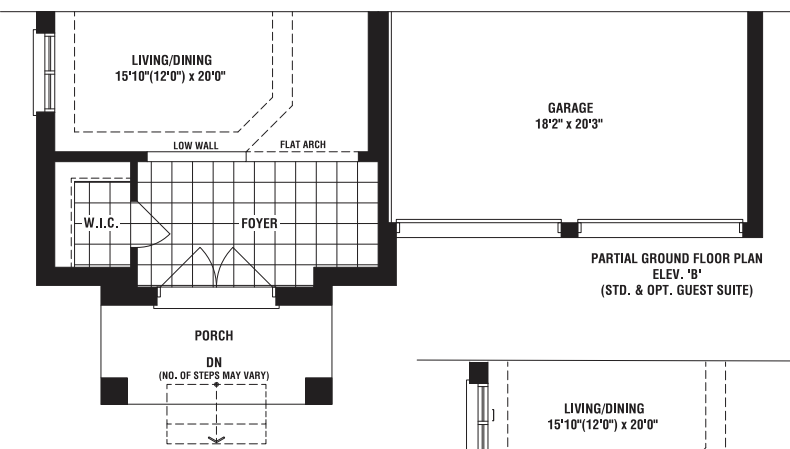 LIVING/DINING
15'10"(12'0") x 20'0"
GARAGE
18'2" x 20'3"
LOW WALL
FLAT ARCH
W.I.C.
FOYER
PARTIAL GROUND FLOOR PLAN
ELEV. 'B'
(STD. & OPT. GUEST SUITE)
PORCH
DN
(NO. OF STEPS MAY VARY)
LIVING/DINING
15'10"(12'0") x 20'0"